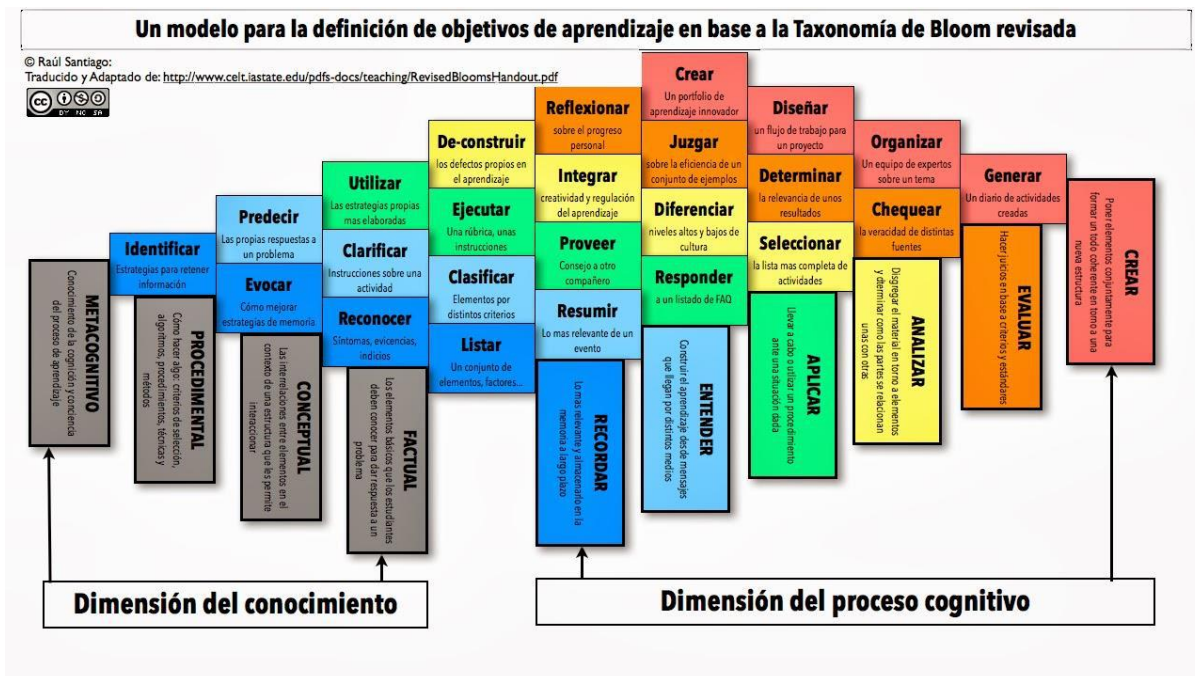 Un modelo para la definición de objetivos de aprendizaje en base a la Taxonomía de Bloom revisada
© Raúl Santiago:
Traducido y Adaptado de: http://www.celt.iastate.edu/pdfs-docs/teaching/RevisedBloomsHandout.pdf
cc
BY NC SA
Crear
Un portfolio de
aprendizaje innovador
Reflexionar
sobre el progreso
personal
Diseñar
un flujo de trabajo para
un proyecto
De-construir
los defectos propios en
el aprendizaje
Juzgar
sobre la eficiencia de un
conjunto de ejemplos
Organizar
Un equipo de expertos
sobre un tema
Utilizar
Las estrategias propias
mas elaboradas
Integrar
creatividad y regulación
del aprendizaje
Determinar
la relevancia de unos
resultados
Generar
Un diario de actividades
creadas
Predecir
Las propias respuestas a
un problema
Ejecutar
Una rúbrica, unas
instrucciones
Diferenciar
niveles altos y bajos de
cultura
Chequear
la veracidad de distintas
fuentes
Identificar
Estrategias para retener
información
Clarificar
Instrucciones sobre una
actividad
Proveer
Consejo a otro
compañero
Seleccionar
la lista mas completa de
actividades
Evocar
Cómo mejorar
estrategias de memoria
Clasificar
Elementos por
distintos criterios
Responder
a un listado de FAQ
Reconocer
Síntomas, evicencias,
indicios
Resumir
Lo mas relevante de un
evento
Listar
Un conjunto de
elementos, factores...
METACOGNITIVO
Conocimiento de la cognición y conciencia
del proceso de aprendizaje
PROCEDIMENTAL
Cómo hacer algo: criterios de selección,
algoritmos, procedimientos, técnicas y
métodos
CONCEPTUAL
Las interrelaciones entre elementos en el
contexto de una estructura que les permite
interaccionar
FACTUAL
Los elementos básicos que los estudiantes
deben conocer para dar respuesta a un
problema
RECORDAR
Lo mas relevante y almacenarlo en la
memoria a largo plazo
ENTENDER
Construir el aprendizaje desde mensajes
que llegan por distintos medios
APLICAR
Llevar a cabo o utilizar un procedimiento
ante una situación dada
ANALIZAR
Disgregar el material en torno a elementos
y dterminar como las partes se relacionan
unas con otras
EVALUAR
Hacer juicios en base a criterios y estándares
CREAR
Poner elementos conjuntamente para
formar un todo coherente en torno a una
nueva estructura
Dimensión del conocimiento
Dimensión del proceso cognitivo